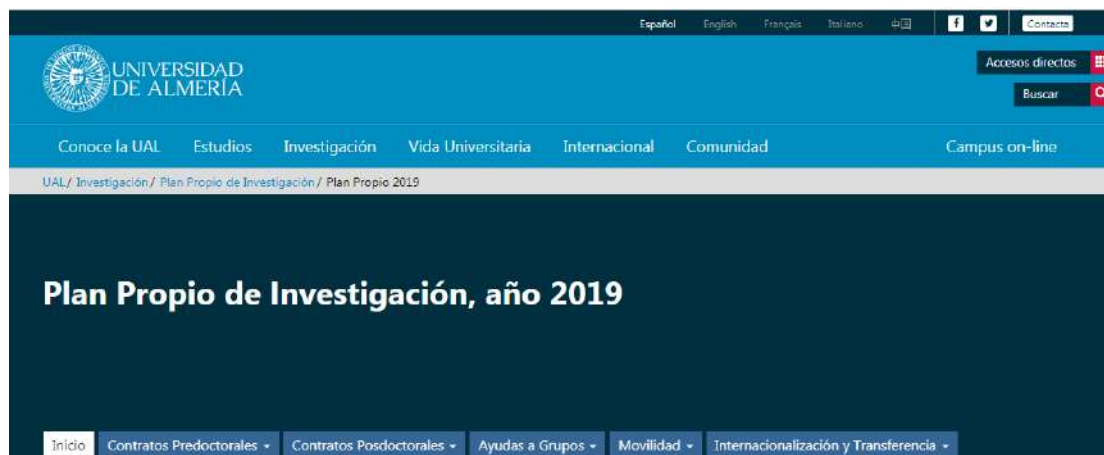 Español English Français Italiano 中国 Contacta
UNIVERSIDAD
DE ALMERÍA
Accesos directos
Buscar
Conoce la UAL Estudios Investigación Vida Universitaria Internacional Comunidad Campus on-line
UAL/ Investigación/ Plan Propio de Investigación/ Plan Propio 2019
Plan Propio de Investigación, año 2019
Inicio Contratos Predoctorales Contratos Posdoctorales Ayudas a Grupos Movilidad Internacionalización y Transferencia